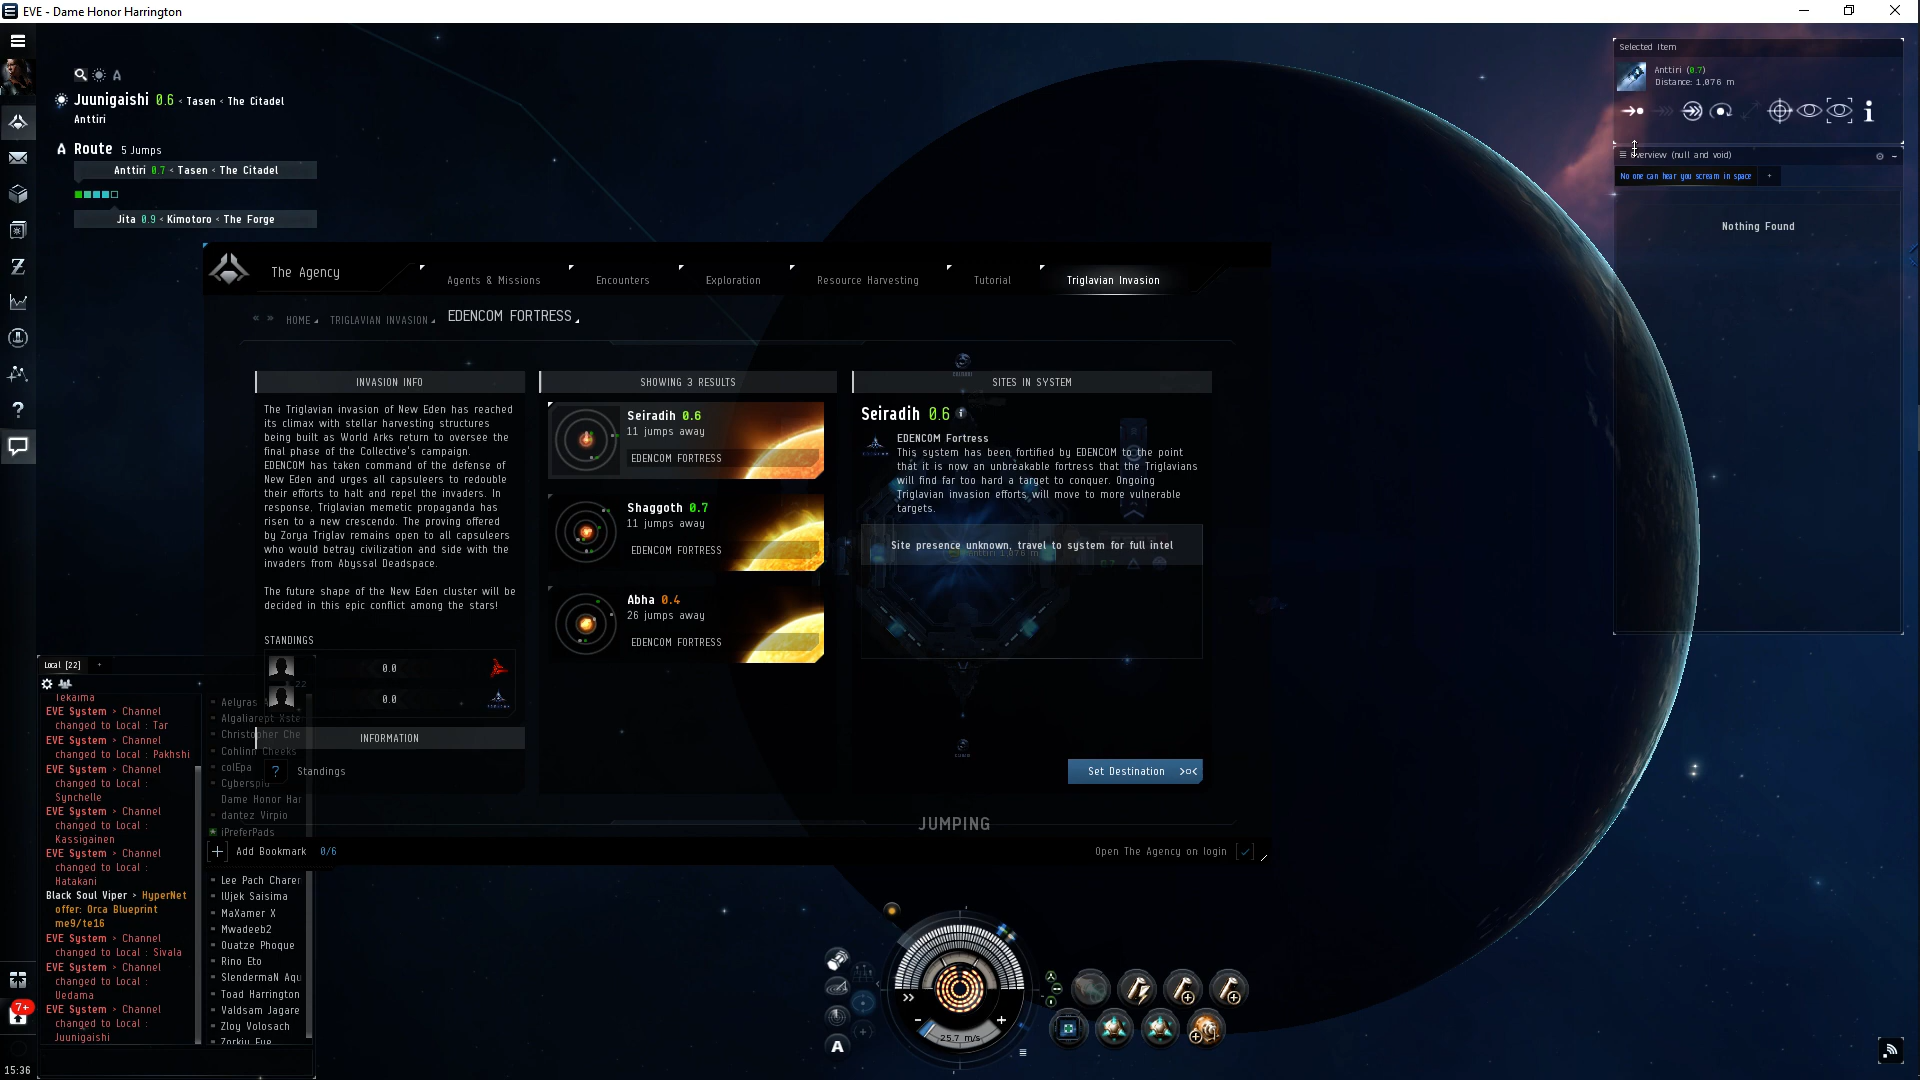 EVE - Dame Honor Harrington
Juunigaishi 0.6 < Tasen < The Citadel
Anttiri
Route 5 Jumps
Anttiri 0.7 < Tasen < The Citadel
Jita 0.9 < Kimotoro < The Forge
Selected Item
Anttiri (0.7)
Distance: 1,076 m
Overview (null and void)
No one can hear you scream in space +
Nothing Found
The Agency
Agents & Missions
Encounters
Exploration
Resource Harvesting
Tutorial
Triglavian Invasion
« » HOME TRIGLAVIAN INVASION EDENCOM FORTRESS
INVASION INFO
The Triglavian invasion of New Eden has reached
its climax with stellar harvesting structures
being built as World Arks return to oversee the
final phase of the Collective's campaign.
EDENCOM has taken command of the defense of
New Eden and urges all capsuleers to redouble
their efforts to halt and repel the invaders. In
response, Triglavian memetic propaganda has
risen to a new crescendo. The proving offered
by Zorya Triglav remains open to all capsuleers
who would betray civilization and side with the
invaders from Abyssal Deadspace.
The future shape of the New Eden cluster will be
decided in this epic conflict among the stars!
STANDINGS
0.0
0.0
INFORMATION
? Standings
SHOWING 3 RESULTS
Seiradih 0.6
11 jumps away
EDENCOM FORTRESS
Shaggoth 0.7
11 jumps away
EDENCOM FORTRESS
Abha 0.4
26 jumps away
EDENCOM FORTRESS
SITES IN SYSTEM
Seiradih 0.6
EDENCOM Fortress
This system has been fortified by EDENCOM to the point
that it is now an unbreakable fortress that the Triglavians
will find far too hard a target to conquer. Ongoing
Triglavian invasion efforts will move to more vulnerable
targets.
Site presence unknown, travel to system for full intel
Set Destination
JUMPING
Add Bookmark 0/6
Open The Agency on login
Local [22] +
Tekaima
EVE System > Channel
changed to Local : Tar
EVE System > Channel
changed to Local : Pakhshi
EVE System > Channel
changed to Local :
Synchelle
EVE System > Channel
changed to Local :
Kassigainen
EVE System > Channel
changed to Local :
Hatakani
Black Soul Viper > HyperNet
offer: Orca Blueprint
me9/te16
EVE System > Channel
changed to Local : Sivala
EVE System > Channel
changed to Local :
Uedama
EVE System > Channel
changed to Local :
Juunigaishi
22
Aelyras
Algaliarept Xste
Christopher Che
Cohlinn Cheeks
colEpa
Cyberspi
Dame Honor Har
dantez Virpio
iPreferPads
Lee Pach Charer
lUjek Saisima
MaXamer X
Mwadeeb2
Ouatze Phoque
Rino Eto
SlendermaN Aqu
Toad Harrington
Valdsam Jagare
Zloy Volosach
Zorkiy Eye
25.7 m/s
A
7+
15:36